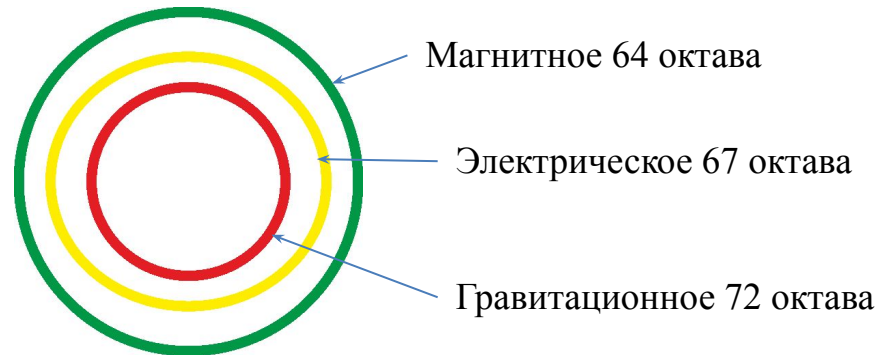 Магнитное 64 октава
Электрическое 67 октава
Гравитационное 72 октава